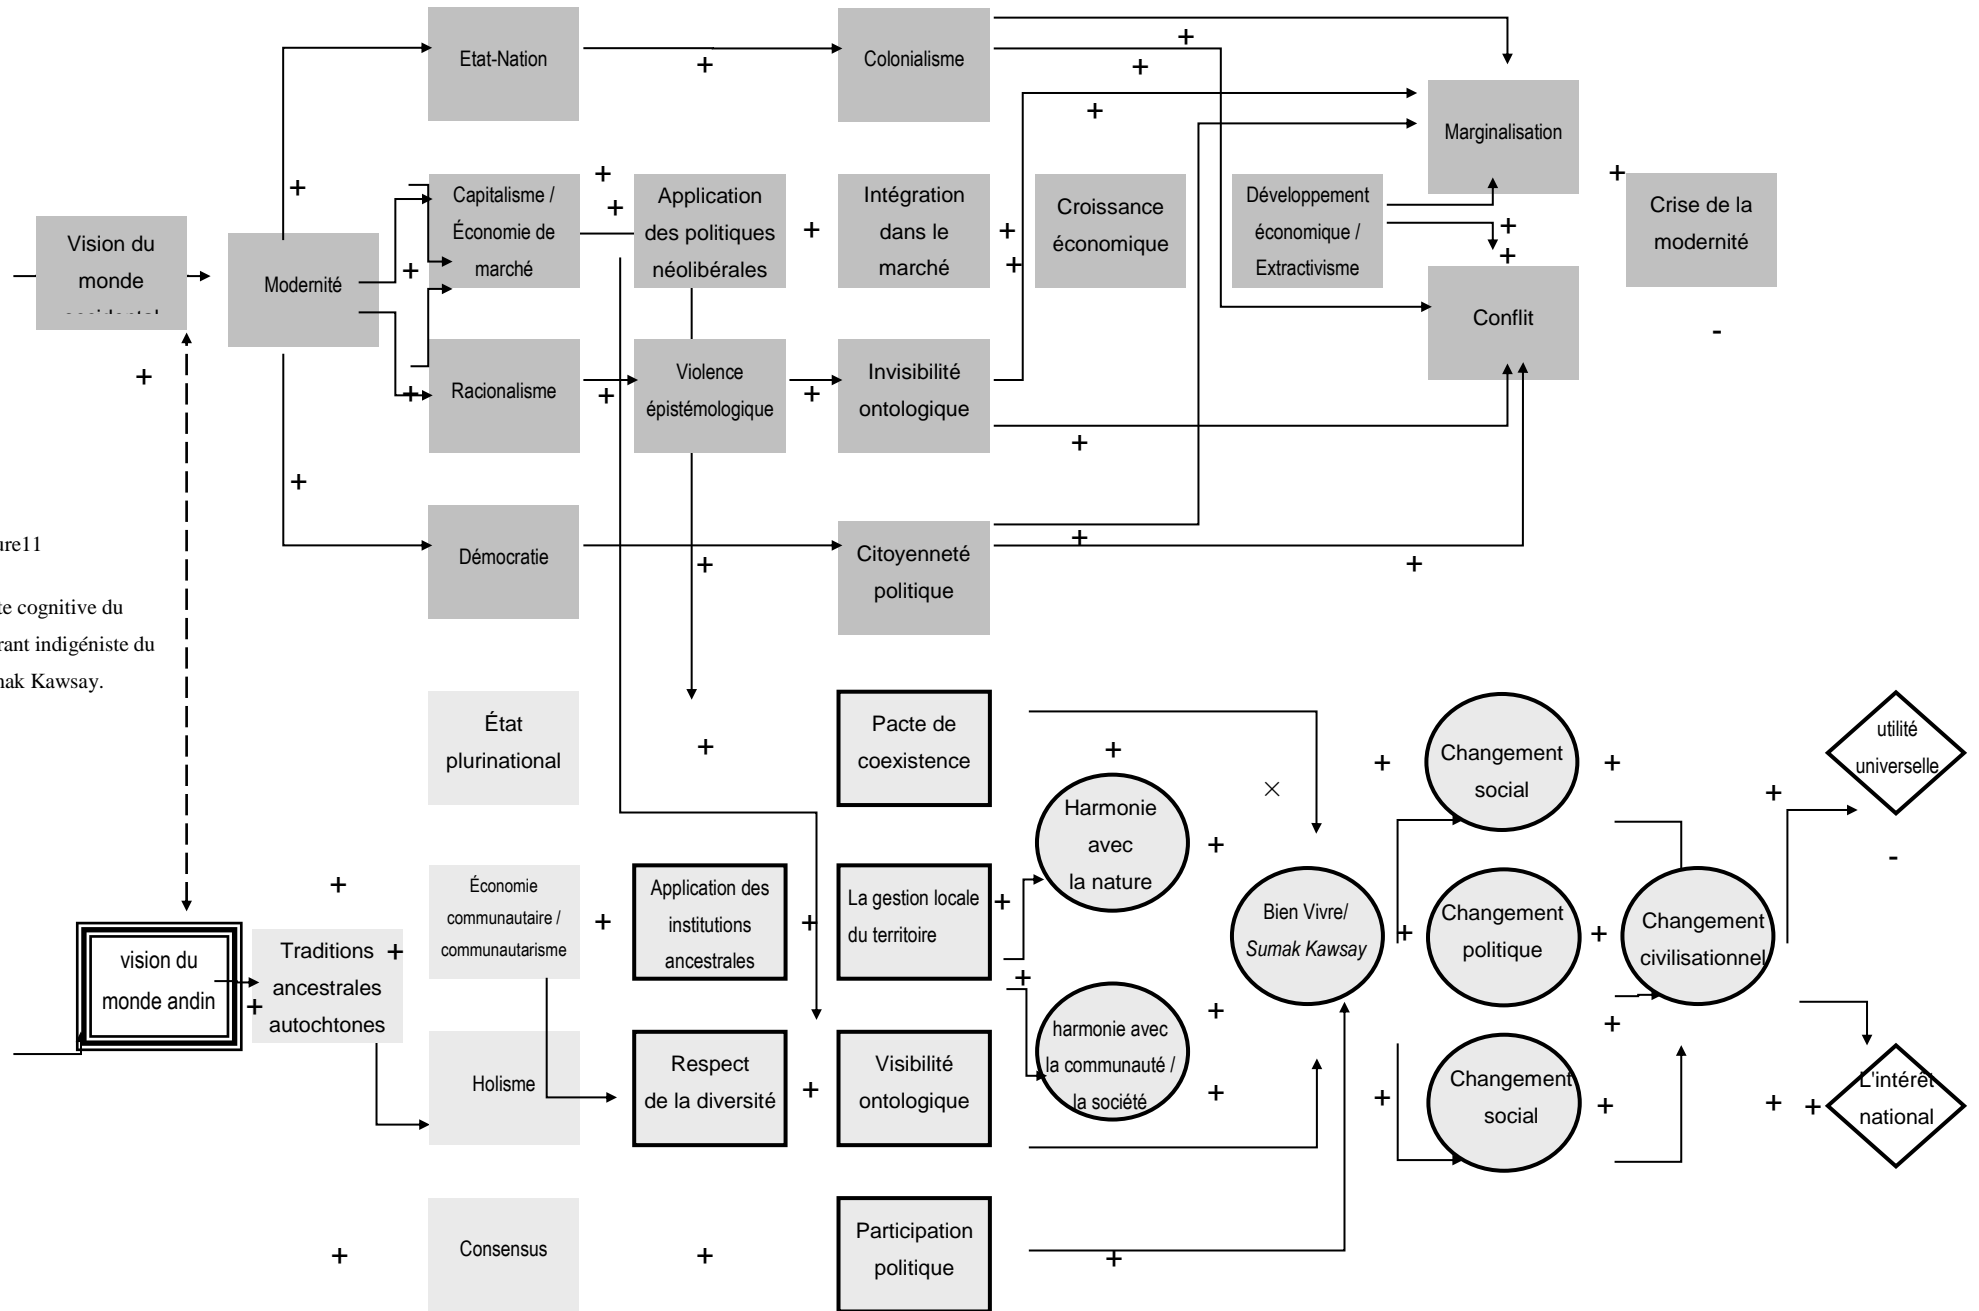 Etat-Nation
+
Colonialisme
+
+
+
Marginalisation
+
Vision du
monde
+
+
Modernité
+
Capitalisme /
Économie de
marché
+
+
Application
des politiques
néolibérales
+
Intégration
dans le
marché
+
+
Croissance
économique
Développement
économique /
Extractivisme
+
+
Crise de la
modernité
-
Conflit
+
Racionalisme
+
Violence
épistémologique
+
Invisibilité
ontologique
+
+
Démocratie
+
Citoyenneté
politique
+
+
ure11
te cognitive du
rant indigéniste du
nak Kawsay.
État
plurinational
+
Pacte de
coexistence
+
Harmonie
avec
la nature
+
×
+
Changement
social
+
+
utilité
universelle
-
+
Économie
communautaire /
communautarisme
+
Application des
institutions
ancestrales
+
La gestion locale
du territoire
+
+
Bien Vivre/
Sumak Kawsay
+
Changement
politique
+
Changement
civilisationnel
vision du
monde andin
+
Traditions
ancestrales
autochtones
+
Holisme
Respect
de la diversité
+
Visibilité
ontologique
harmonie avec
la communauté /
la société
+
+
+
Changement
social
+
+
+
+
L'intérêt
national
+
Consensus
+
Participation
politique
+